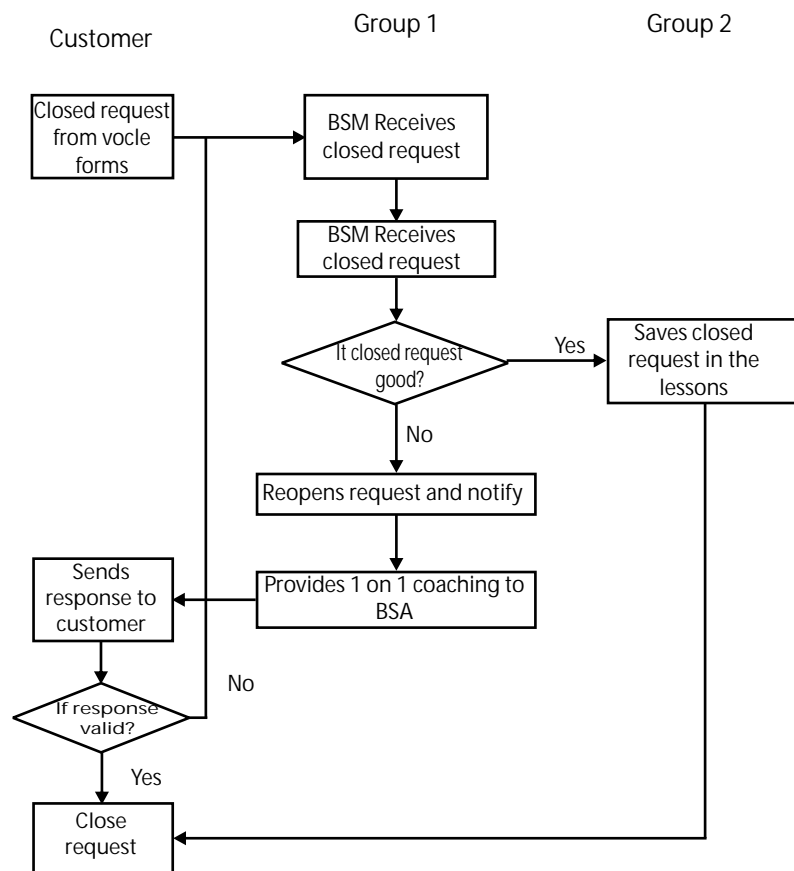 Customer
Group 1
Group 2
Closed request
from vocle
forms
BSM Receives
closed request
BSM Receives
closed request
It closed request
good?
Yes
Saves closed
request in the
lessons
No
Reopens request and notify
Provides 1 on 1 coaching to
BSA
Sends
response to
customer
No
If response
valid?
Yes
Close
request